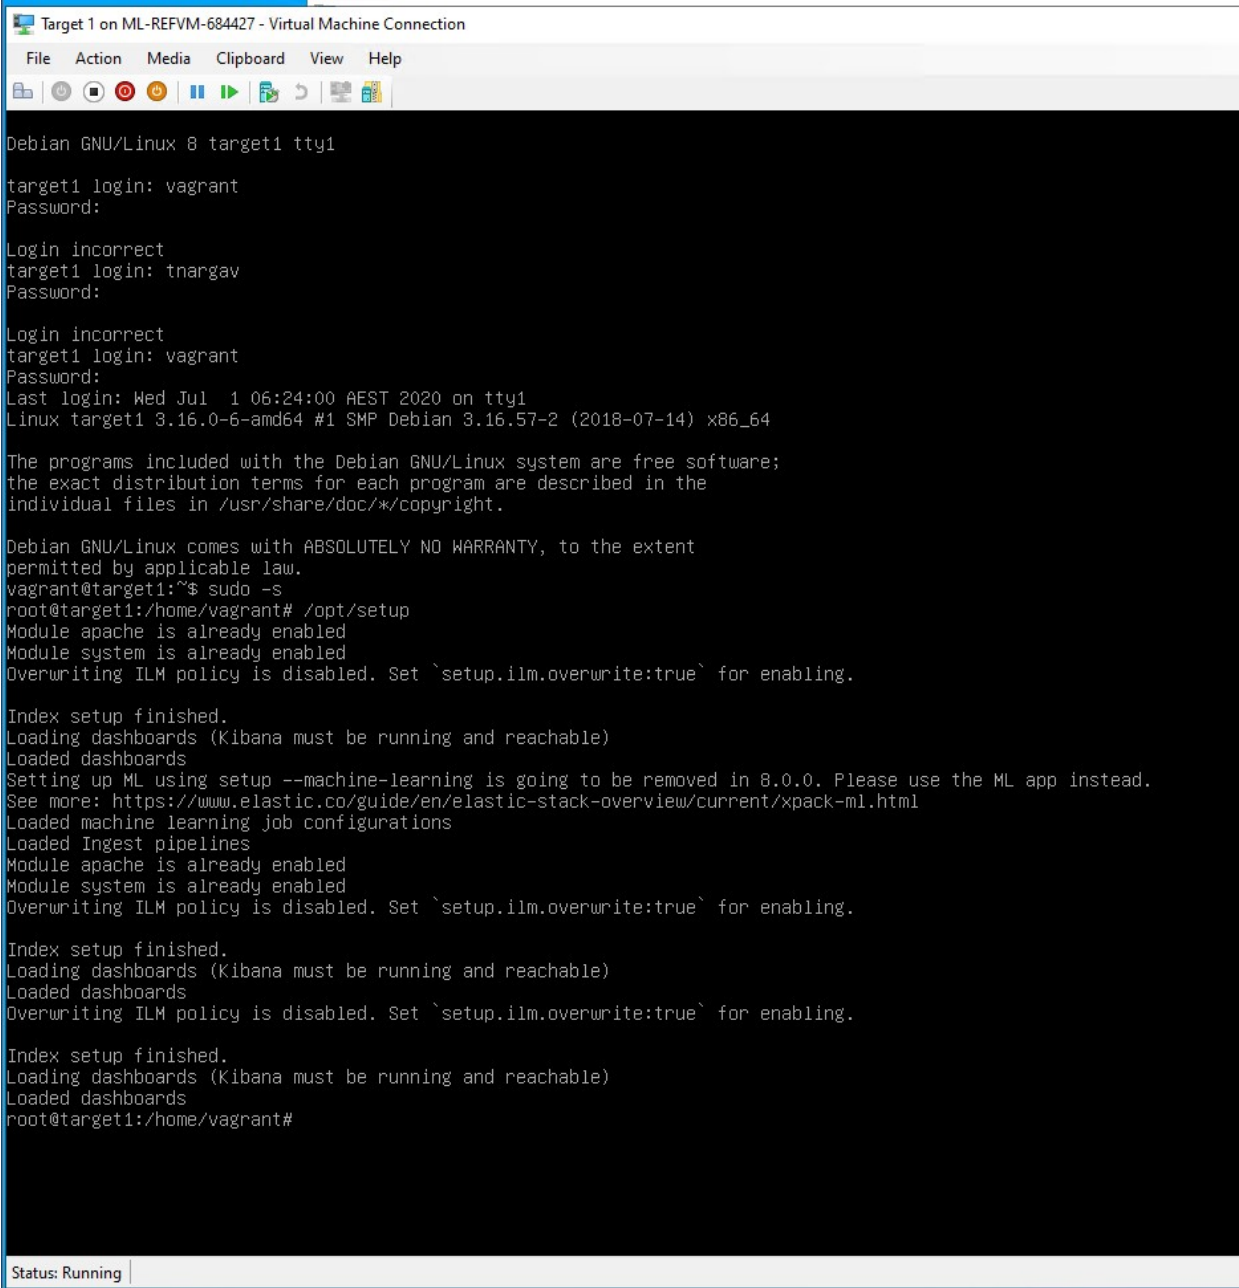 Target 1 on ML-REFVM-684427 - Virtual Machine Connection
File Action Media Clipboard View Help
Debian GNU/Linux 8 target1 tty1
target1 login: vagrant
Password:
Login incorrect
target1 login: tnargav
Password:
Login incorrect
target1 login: vagrant
Password:
Last login: Wed Jul  1 06:24:00 AEST 2020 on tty1
Linux target1 3.16.0-6-amd64 #1 SMP Debian 3.16.57-2 (2018-07-14) x86_64
The programs included with the Debian GNU/Linux system are free software;
the exact distribution terms for each program are described in the
individual files in /usr/share/doc/*/copyright.
Debian GNU/Linux comes with ABSOLUTELY NO WARRANTY, to the extent
permitted by applicable law.
vagrant@target1:~$ sudo -s
root@target1:/home/vagrant# /opt/setup
Module apache is already enabled
Module system is already enabled
Overwriting ILM policy is disabled. Set `setup.ilm.overwrite:true` for enabling.
Index setup finished.
Loading dashboards (Kibana must be running and reachable)
Loaded dashboards
Setting up ML using setup --machine-learning is going to be removed in 8.0.0. Please use the ML app instead.
See more: https://www.elastic.co/guide/en/elastic-stack-overview/current/xpack-ml.html
Loaded machine learning job configurations
Loaded Ingest pipelines
Module apache is already enabled
Module system is already enabled
Overwriting ILM policy is disabled. Set `setup.ilm.overwrite:true` for enabling.
Index setup finished.
Loading dashboards (Kibana must be running and reachable)
Loaded dashboards
Overwriting ILM policy is disabled. Set `setup.ilm.overwrite:true` for enabling.
Index setup finished.
Loading dashboards (Kibana must be running and reachable)
Loaded dashboards
root@target1:/home/vagrant#
Status: Running